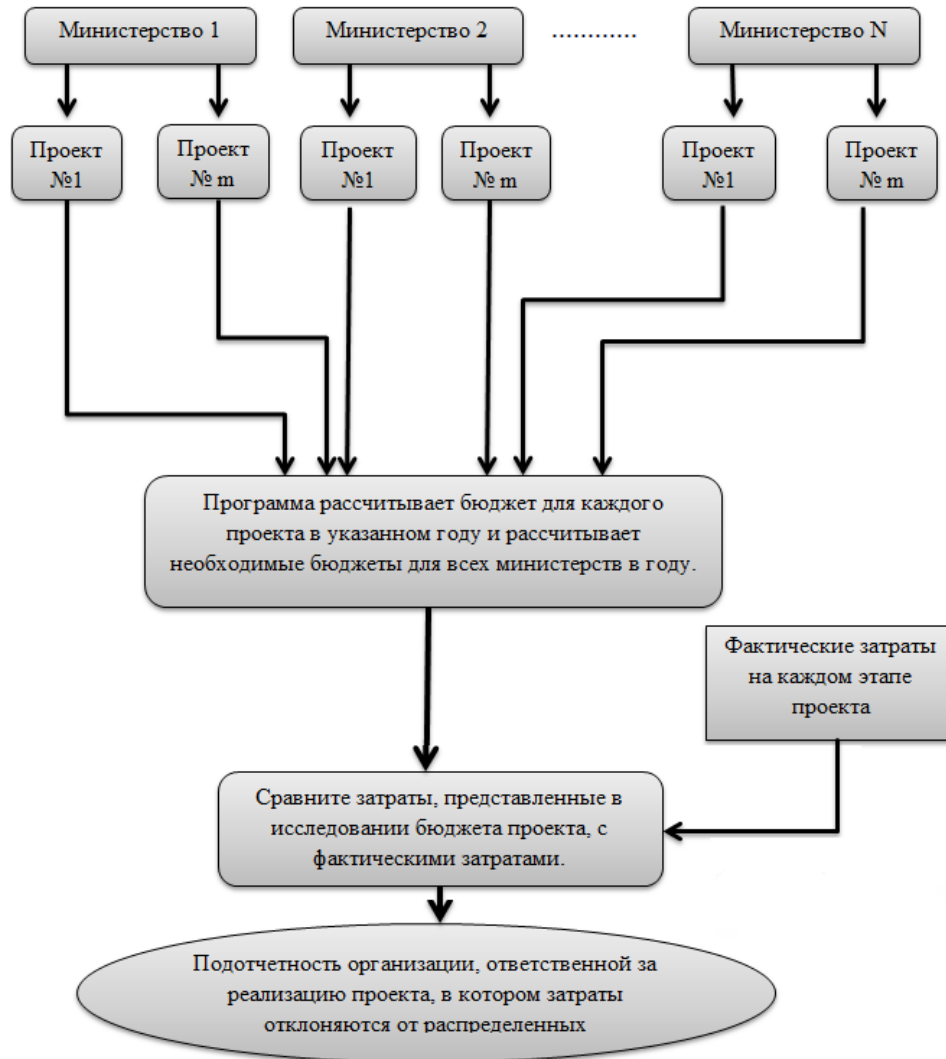 Министерство 1
Министерство 2
............
Министерство N
Проект
№1
Проект
№ m
Проект
№1
Проект
№ m
Проект
№1
Проект
№ m
Программа рассчитывает бюджет для каждого
проекта в указанном году и рассчитывает
необходимые бюджеты для всех министерств в году.
Фактические затраты
на каждом этапе
проекта
Сравните затраты, представленные в
исследовании бюджета проекта, с
фактическими затратами.
Подотчетность организации, ответственной за
реализацию проекта, в котором затраты
отклоняются от распределенных